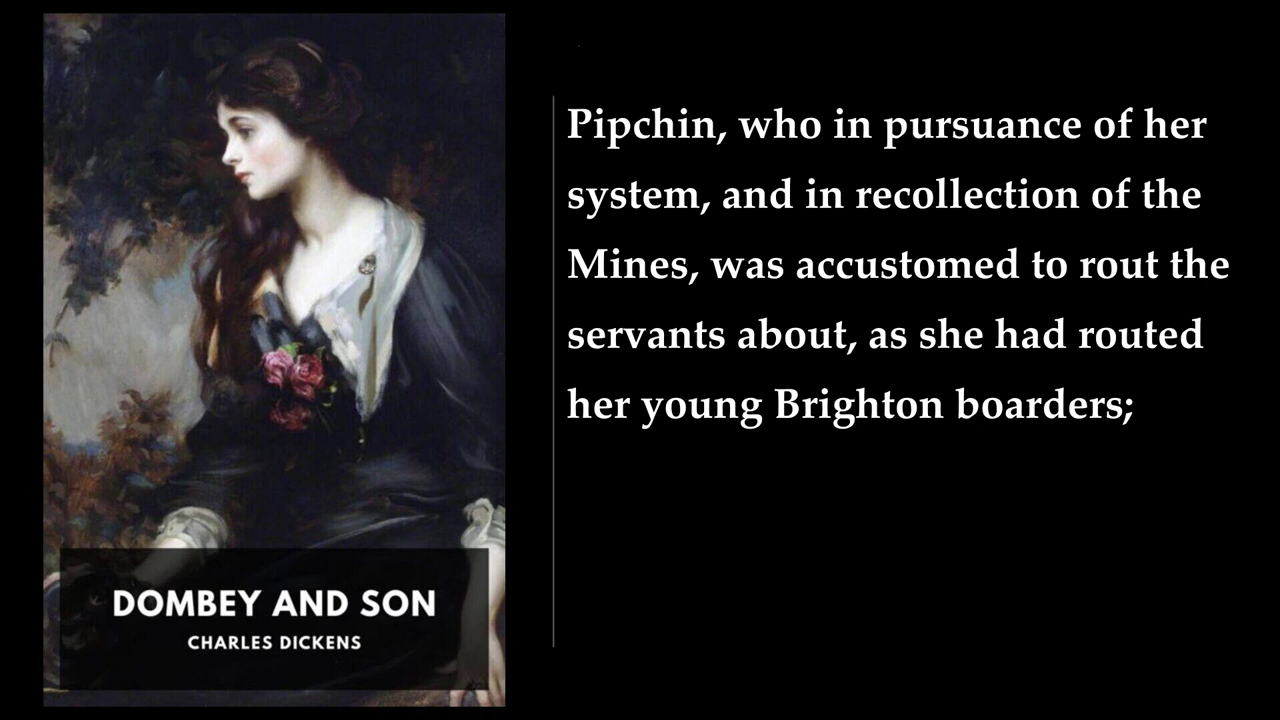 Pipchin, who in pursuance of her
system, and in recollection of the
Mines, was accustomed to rout the
servants about, as she had routed
her young Brighton boarders;
DOMBEY AND SON
CHARLES DICKENS